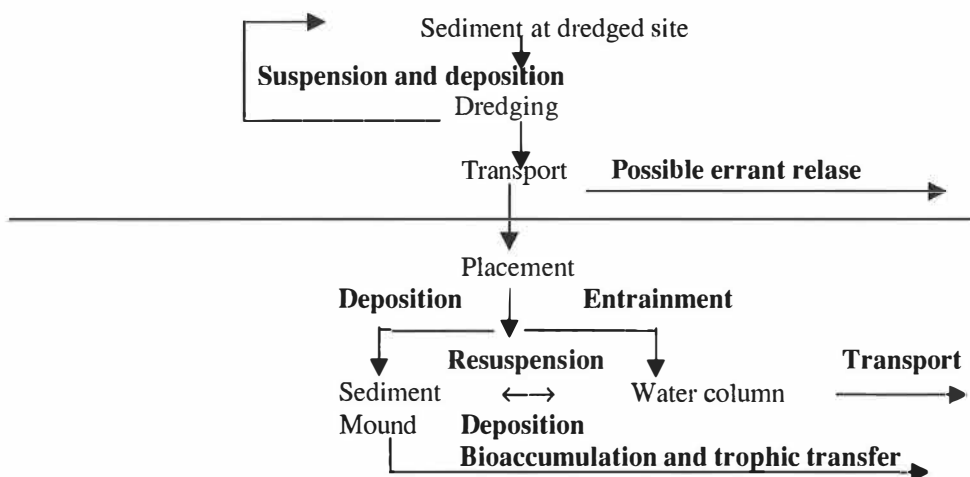 Sediment at dredged site
Suspension and deposition
Dredging
Transport Possible errant relase
Placement
Deposition Entrainment
Resuspension Transport
Sediment ←→ Water column
Mound Deposition
Bioaccumulation and trophic transfer